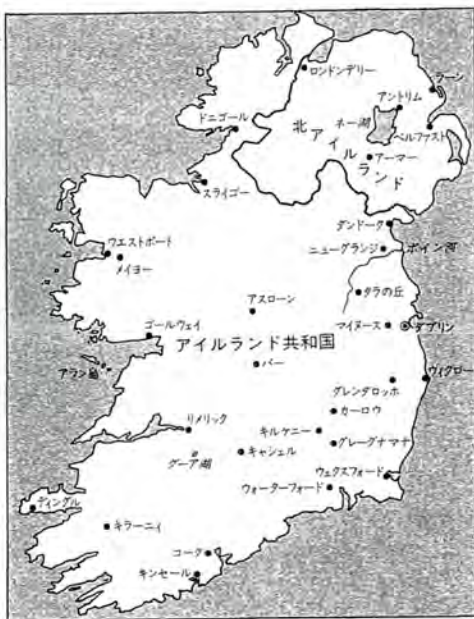 ロンドンデリー
ラーン
アントリム
ドニゴール
北アイルランド
ネー湖
ベルファスト
アーマー
スライゴー
ダンドーク
ウエストポート
ニューグランジ
ボイン河
メイヨー
タラの丘
アスローン
ゴールウェイ
マイヌース
ダブリン
アイルランド共和国
アラン島
バー
ヴィクロー
グレンダロッホ
カーロウ
リメリック
キルケニー
グレーグナマナ
グーア湖
キャシェル
ウェクスフォード
ウォーターフォード
ディングル
キラーニィ
コーク
キンセール